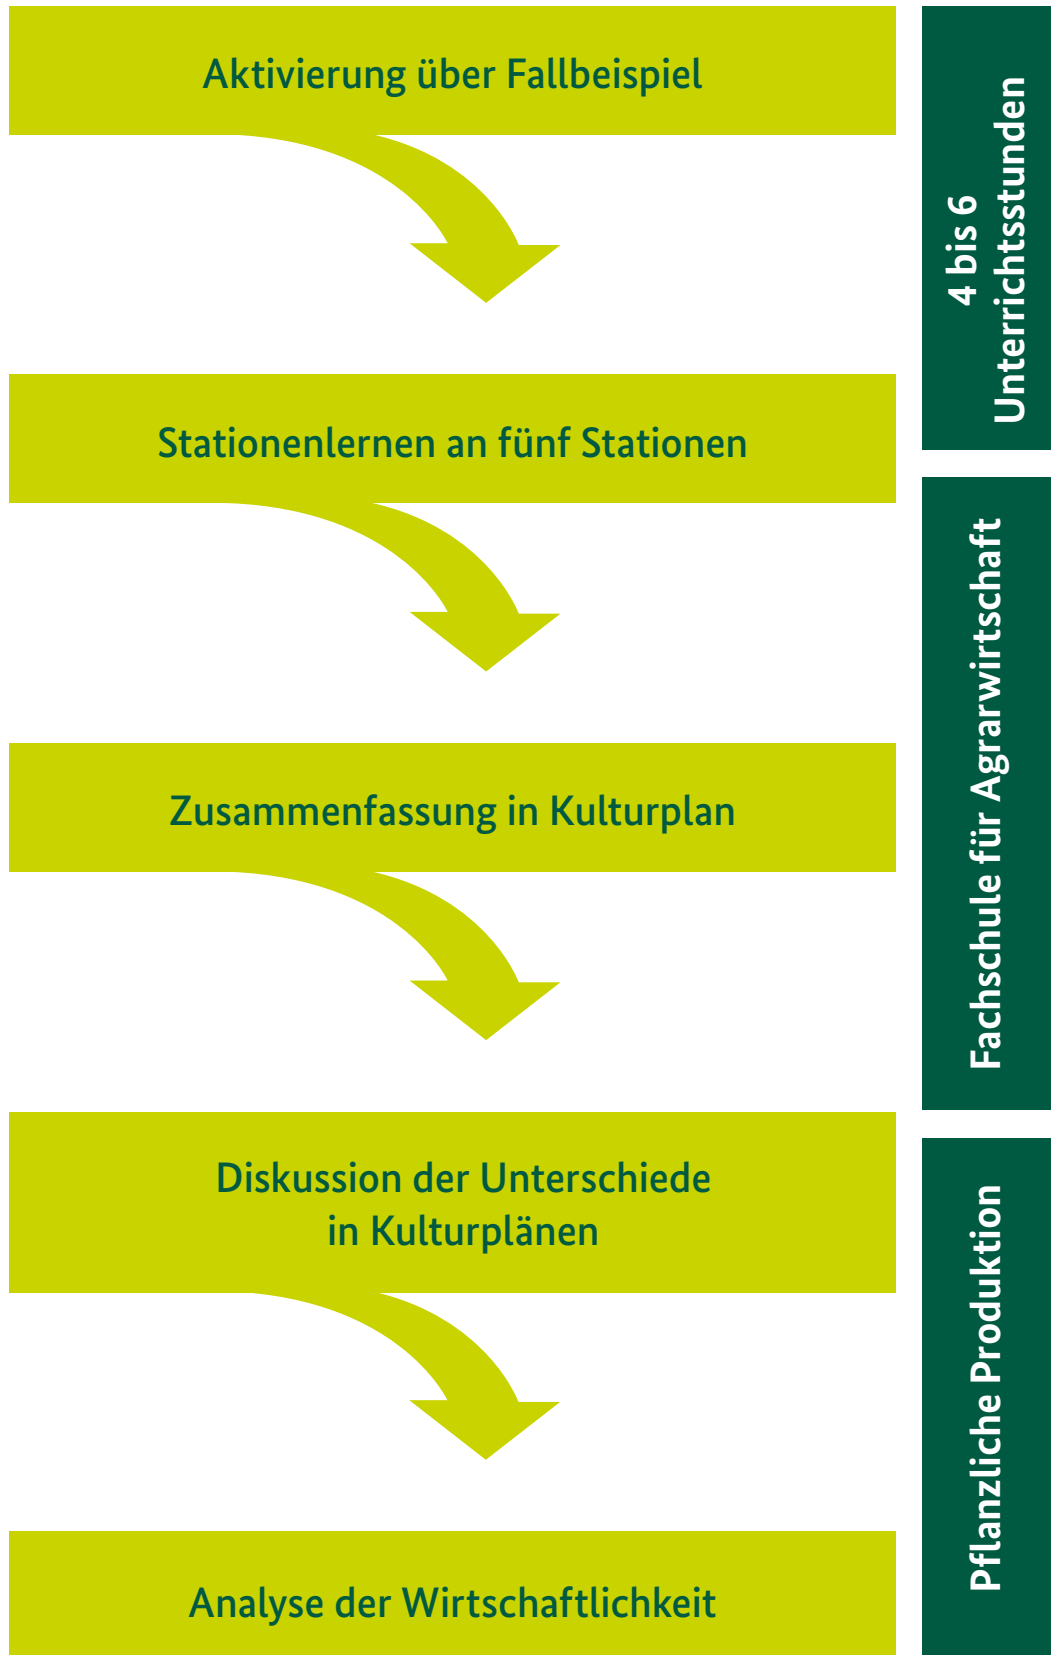 Aktivierung über Fallbeispiel
Stationenlernen an fünf Stationen
Zusammenfassung in Kulturplan
Diskussion der Unterschiede
in Kulturplänen
Analyse der Wirtschaftlichkeit
4 bis 6
Unterrichtsstunden
Fachschule für Agrarwirtschaft
Pflanzliche Produktion